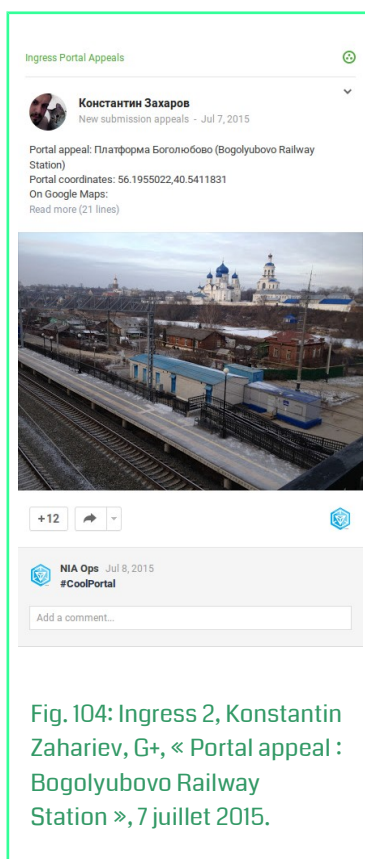 Ingress Portal Appeals
Константин Захаров
New submission appeals - Jul 7, 2015
Portal appeal: Платформа Боголюбово (Bogolyubovo Railway
Station)
Portal coordinates: 56.1955022,40.5411831
On Google Maps:
Read more (21 lines)
+12
NIA Ops Jul 8, 2015
#CoolPortal
Add a comment...
Fig. 104: Ingress 2, Konstantin
Zahariev, G+, « Portal appeal :
Bogolyubovo Railway
Station », 7 juillet 2015.